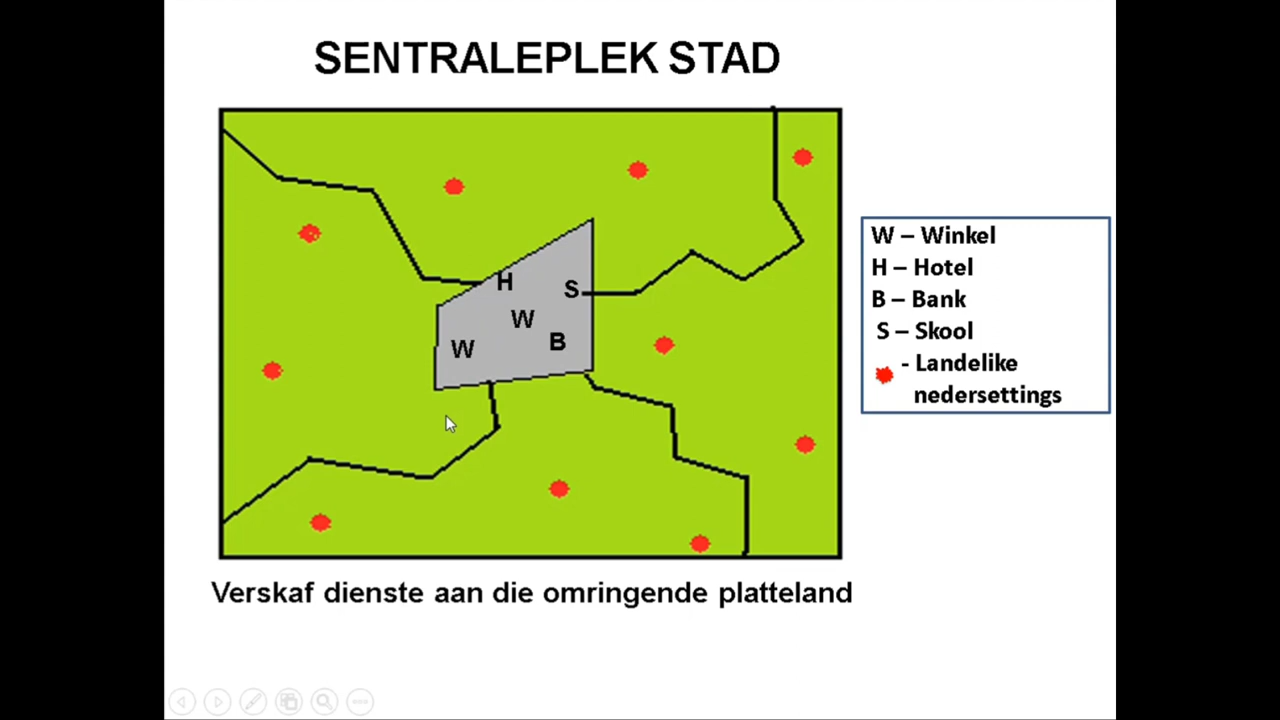 SENTRALEPLEK STAD
H
S
W
B
W
W – Winkel
H – Hotel
B – Bank
S – Skool
- Landelike
nedersettings
Verskaf dienste aan die omringende platteland